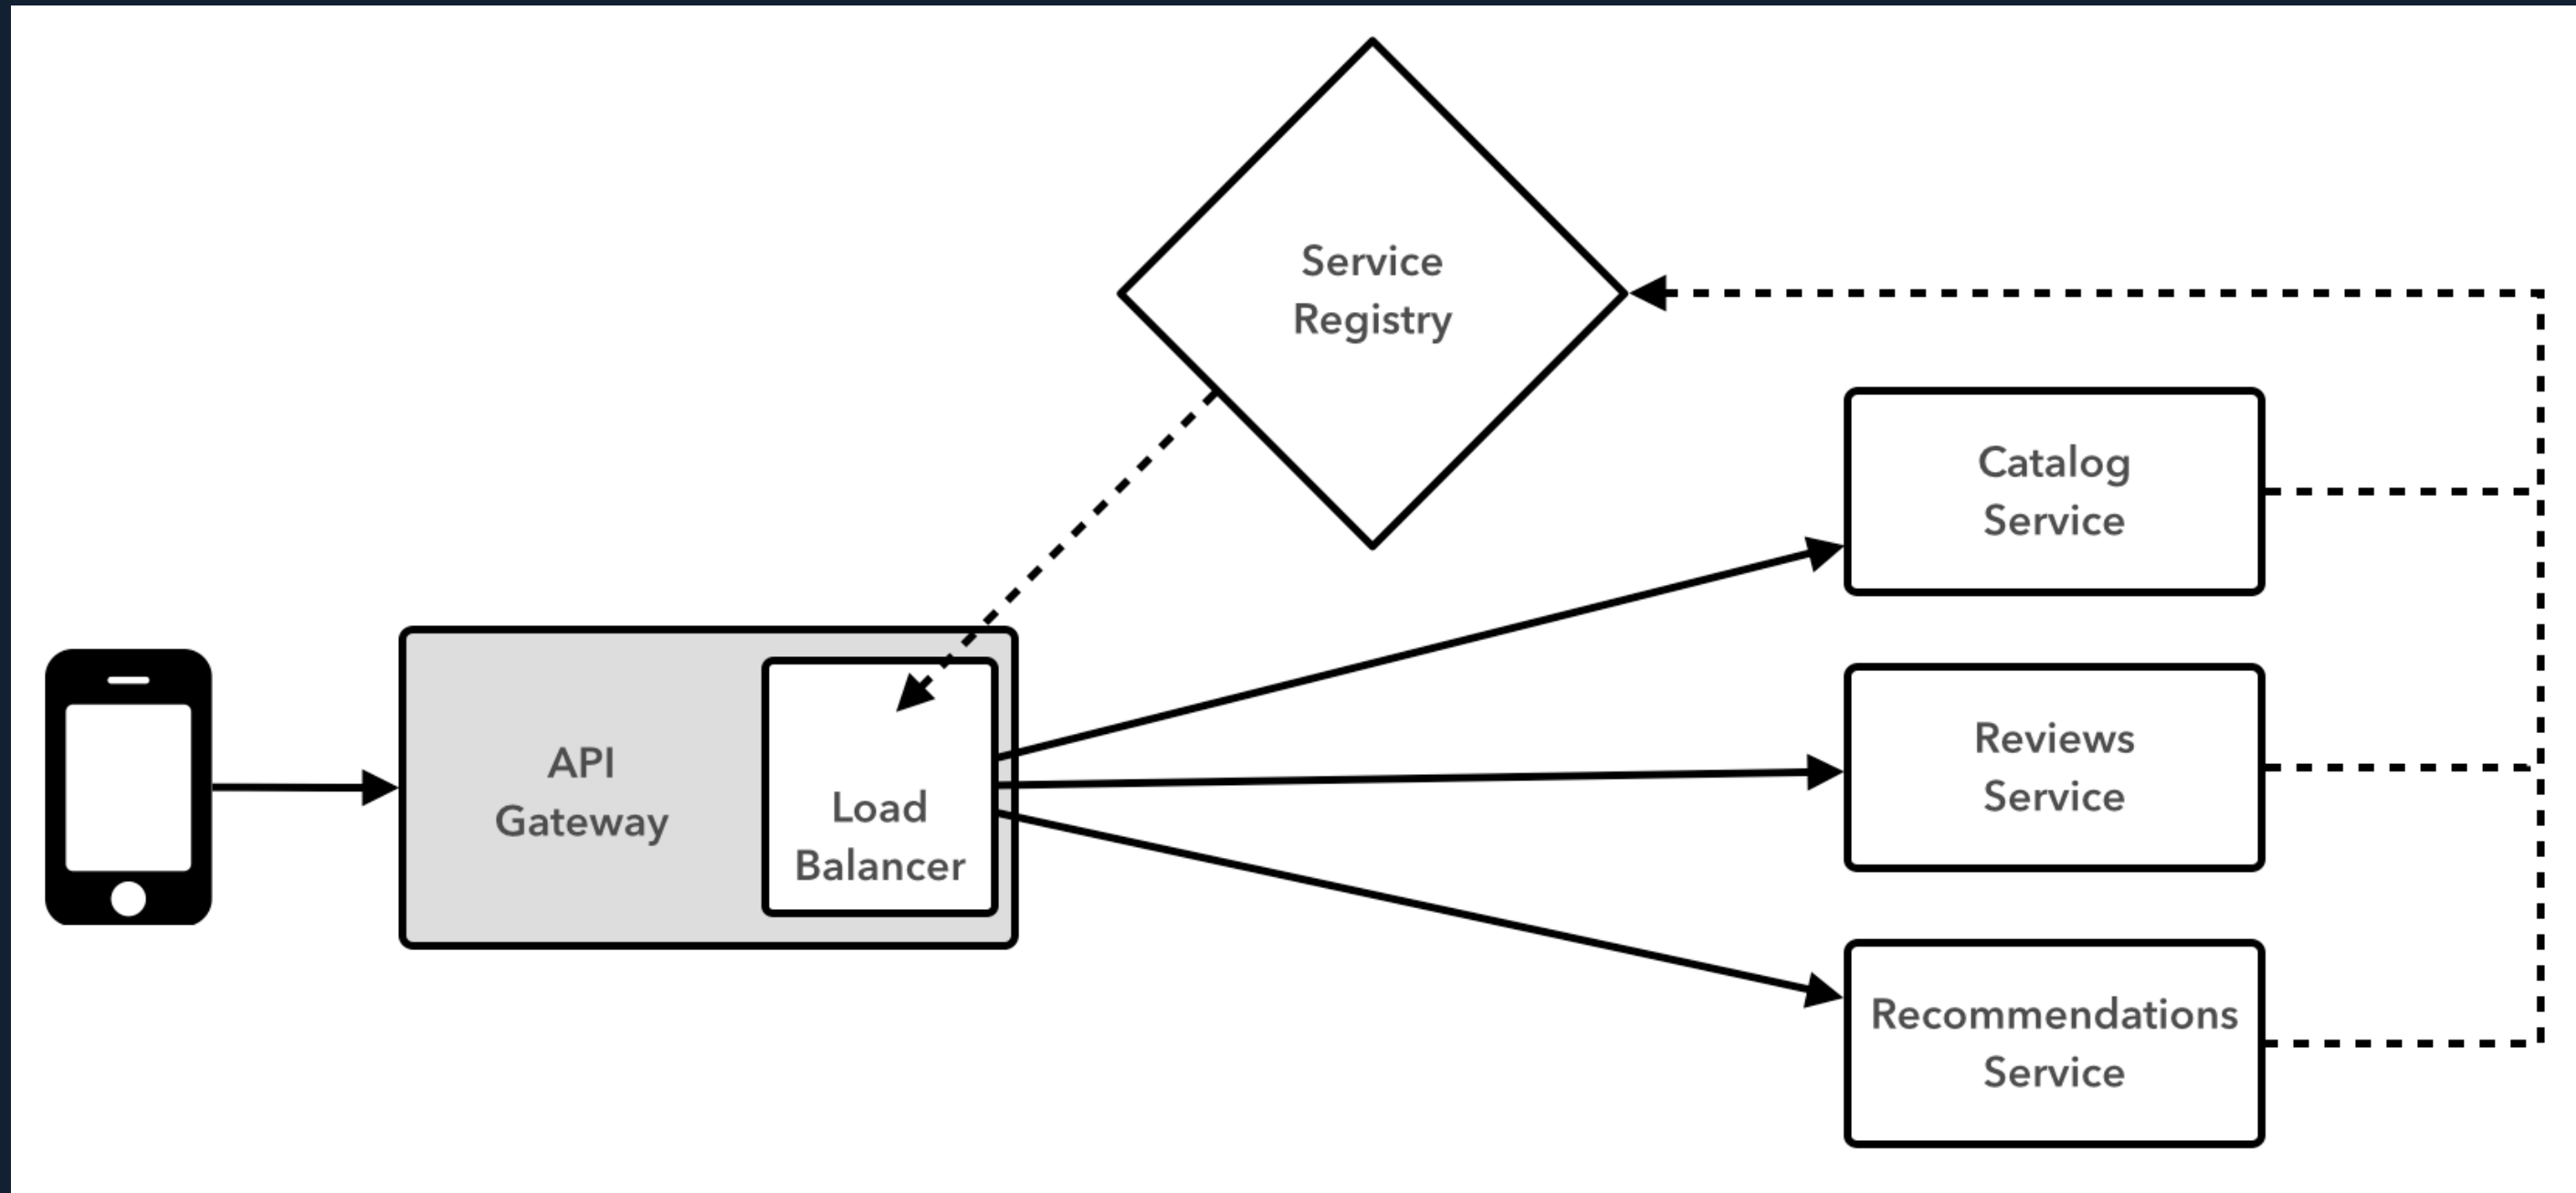 Service
Registry
Catalog
Service
API
Gateway
Load
Balancer
Reviews
Service
Recommendations
Service